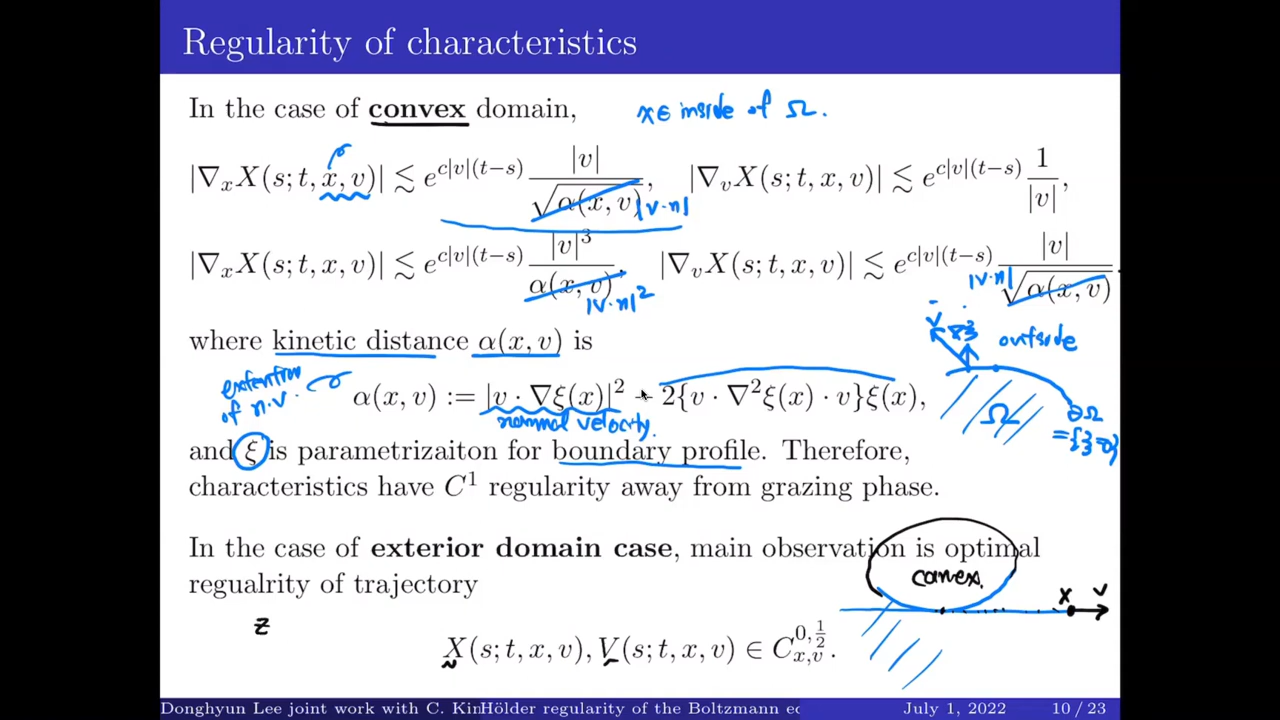 Regularity of characteristics
In the case of convex domain, x∈ inside of Ω.
|∇ₓX(s; t, x, v)| ≲ e^{c|v|(t−s)} |v| / √α(x, v) |v·n|, |∇ᵥX(s; t, x, v)| ≲ e^{c|v|(t−s)} 1 / |v|,
|∇ₓX(s; t, x, v)| ≲ e^{c|v|(t−s)} |v|³ / α(x, v) |v·n|², |∇ᵥX(s; t, x, v)| ≲ e^{c|v|(t−s)} |v| / √α(x, v) |v·n|.
where kinetic distance α(x, v) is
v ∇ξ outside
extention of n.v.
α(x, v) := |v · ∇ξ(x)|² − 2{v · ∇²ξ(x) · v}ξ(x),
normal velocity.
Ω ∂Ω = {ξ=0}
and ξ is parametrizaiton for boundary profile. Therefore,
characteristics have C¹ regularity away from grazing phase.
In the case of exterior domain case, main observation is optimal
regualrity of trajectory
convex. x v
z
X(s; t, x, v), V(s; t, x, v) ∈ C^{0,1/2}_{x,v}.
Donghyun Lee joint work with C. Kim Hölder regularity of the Boltzmann eq July 1, 2022 10 / 23